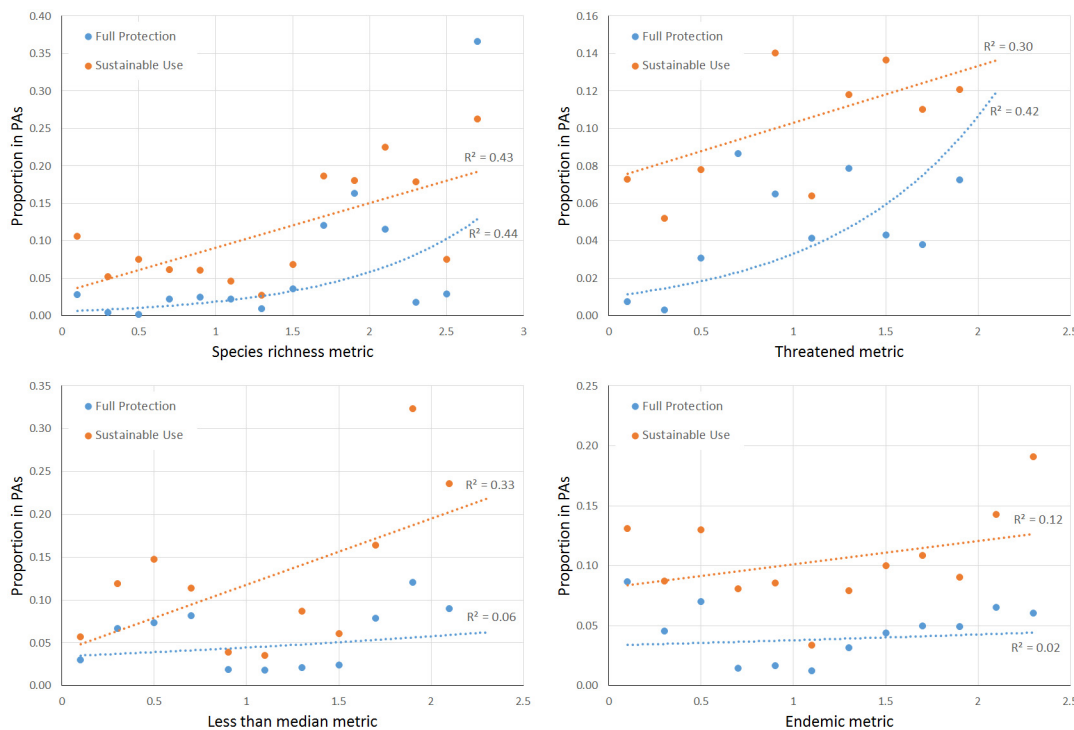 0.40
0.35
0.30
0.25
0.20
0.15
0.10
0.05
0.00
Proportion in PAs
Full Protection
Sustainable Use
R² = 0.43
R² = 0.44
0 0.5 1 1.5 2 2.5 3
Species richness metric
0.16
0.14
0.12
0.10
0.08
0.06
0.04
0.02
0.00
Proportion in PAs
Full Protection
Sustainable Use
R² = 0.30
R² = 0.42
0 0.5 1 1.5 2 2.5
Threatened metric
0.35
0.30
0.25
0.20
0.15
0.10
0.05
0.00
Proportion in PAs
Full Protection
Sustainable Use
R² = 0.33
R² = 0.06
0 0.5 1 1.5 2 2.5
Less than median metric
0.25
0.20
0.15
0.10
0.05
0.00
Proportion in PAs
Full Protection
Sustainable Use
R² = 0.12
R² = 0.02
0 0.5 1 1.5 2 2.5
Endemic metric